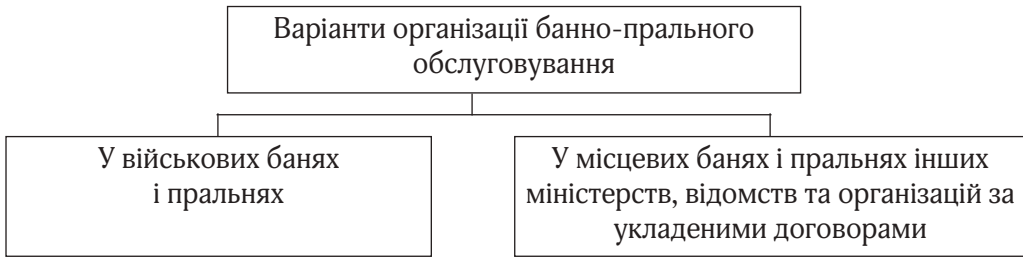 Варіанти організації банно-прального
обслуговування
У військових банях
і пральнях
У місцевих банях і пральнях інших
міністерств, відомств та організацій за
укладеними договорами